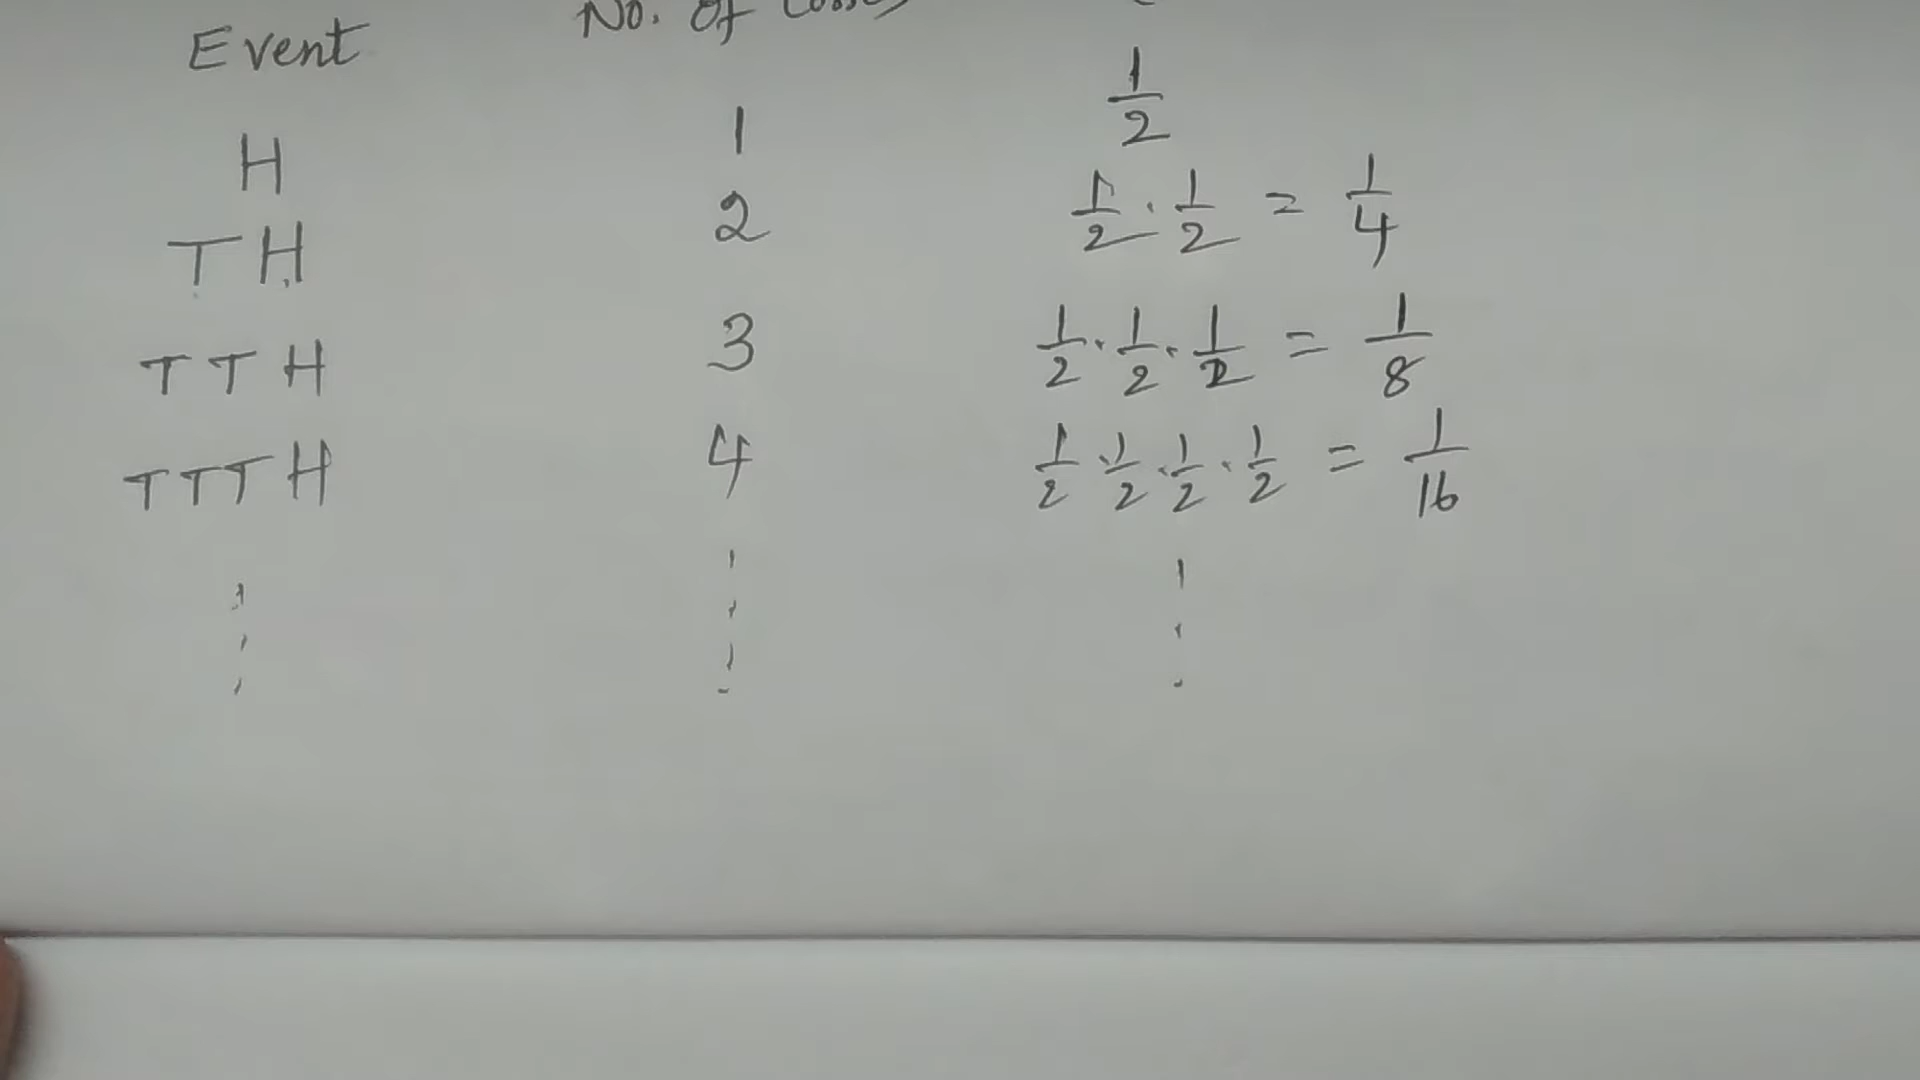 Event No. Of
H 1 1/2
TH 2 1/2 · 1/2 = 1/4
TTH 3 1/2 · 1/2 · 1/2 = 1/8
TTTH 4 1/2 · 1/2 · 1/2 · 1/2 = 1/16